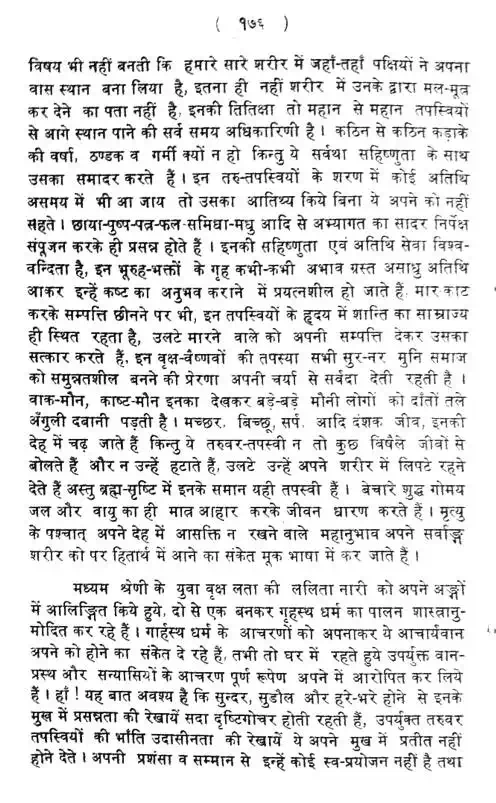 ( १७६ )
विषय भी नहीं बनती कि हमारे सारे शरीर में जहाँ-तहाँ पक्षियों ने अपना
वास स्थान बना लिया है, इतना ही नहीं शरीर में उनके द्वारा मल-मूत्र
कर देने का पता नहीं है, इनकी तितिक्षा तो महान से महान तपस्वियों
से आगे स्थान पाने की सर्व समय अधिकारिणी है। कठिन से कठिन कड़ाके
की वर्षा, ठण्डक व गर्मी क्यों न हो किन्तु ये सर्वथा सहिष्णुता के साथ
उसका समादर करते हैं। इन तरु-तपस्वियों के शरण में कोई अतिथि
असमय में भी आ जाय तो उसका आतिथ्य किये बिना ये अपने को नहीं
सहते। छाया-पुष्प-पत्र-फल-समिधा-मधु आदि से अभ्यागत का सादर निर्पेक्ष
संपूजन करके ही प्रसन्न होते हैं। इनकी सहिष्णुता एवं अतिथि सेवा विश्व-
वन्दिता है, इन भूरुह-भक्तों के गृह कभी-कभी अभाव ग्रस्त असाधु अतिथि
आकर इन्हें कष्ट का अनुभव कराने में प्रयत्नशील हो जाते हैं, मार काट
करके सम्पत्ति छीनने पर भी, इन तपस्वियों के हृदय में शान्ति का साम्राज्य
ही स्थित रहता है, उलटे मारने वाले को अपनी सम्पत्ति देकर उसका
सत्कार करते हैं, इन वृक्ष-वैष्णवों की तपस्या सभी सुर-नर मुनि समाज
को समुन्नतशील बनने की प्रेरणा अपनी चर्या से सर्वदा देती रहती है।
वाक-मौन, काष्ट-मौन इनका देखकर बड़े-बड़े मौनी लोगों को दाँतों तले
अँगुली दबानी पड़ती है। मच्छर, बिच्छू, सर्प, आदि दंशक जीव, इनकी
देह में चढ़ जाते हैं किन्तु ये तरुवर-तपस्वी न तो कुछ विषैले जीवों से
बोलते हैं और न उन्हें हटाते हैं, उलटे उन्हें अपने शरीर में लिपटे रहने
देते हैं अस्तु ब्रह्म-सृष्टि में इनके समान यही तपस्वी हैं। बेचारे शुद्ध गोमय
जल और वायु का ही मात्र आहार करके जीवन धारण करते हैं। मृत्यु
के पश्चात् अपने देह में आसक्ति न रखने वाले महानुभाव अपने सर्वाङ्ग
शरीर को पर हितार्थ में आने का संकेत मूक भाषा में कर जाते हैं।
मध्यम श्रेणी के युवा वृक्ष लता की ललिता नारी को अपने अङ्गों
में आलिङ्गित किये हुये, दो से एक बनकर गृहस्थ धर्म का पालन शास्त्रानु-
मोदित कर रहे हैं। गार्हस्थ धर्म के आचरणों को अपनाकर ये आचार्यवान
अपने को होने का संकेत दे रहे हैं, तभी तो घर में रहते हुये उपर्युक्त वान-
प्रस्थ और सन्यासियों के आचरण पूर्ण रूपेण अपने में आरोपित कर लिये
हैं। हाँ! यह बात अवश्य है कि सुन्दर, सुडौल और हरे-भरे होने से इनके
मुख में प्रसन्नता की रेखायें सदा दृष्टिगोचर होती रहती हैं, उपर्युक्त तरुवर
तपस्वियों की भाँति उदासीनता की रेखायें ये अपने मुख में प्रतीत नहीं
होने देते। अपनी प्रशंसा व सम्मान से इन्हें कोई स्व-प्रयोजन नहीं है तथा